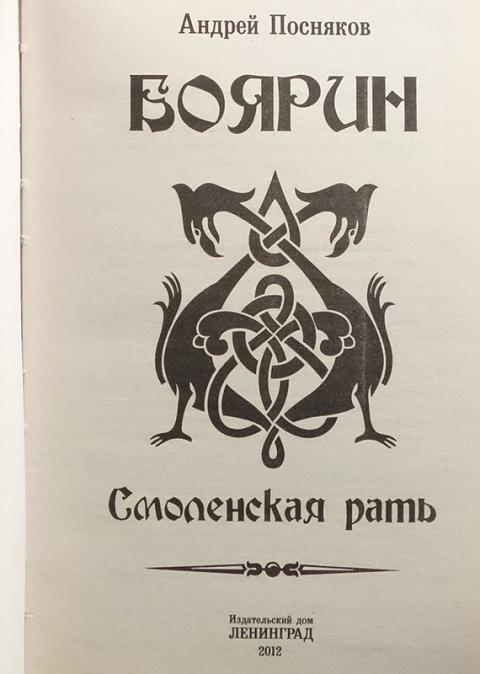 Андрей Посняков
БОЯРИН
Смоленская рать
Издательский дом
ЛЕНИНГРАД
2012